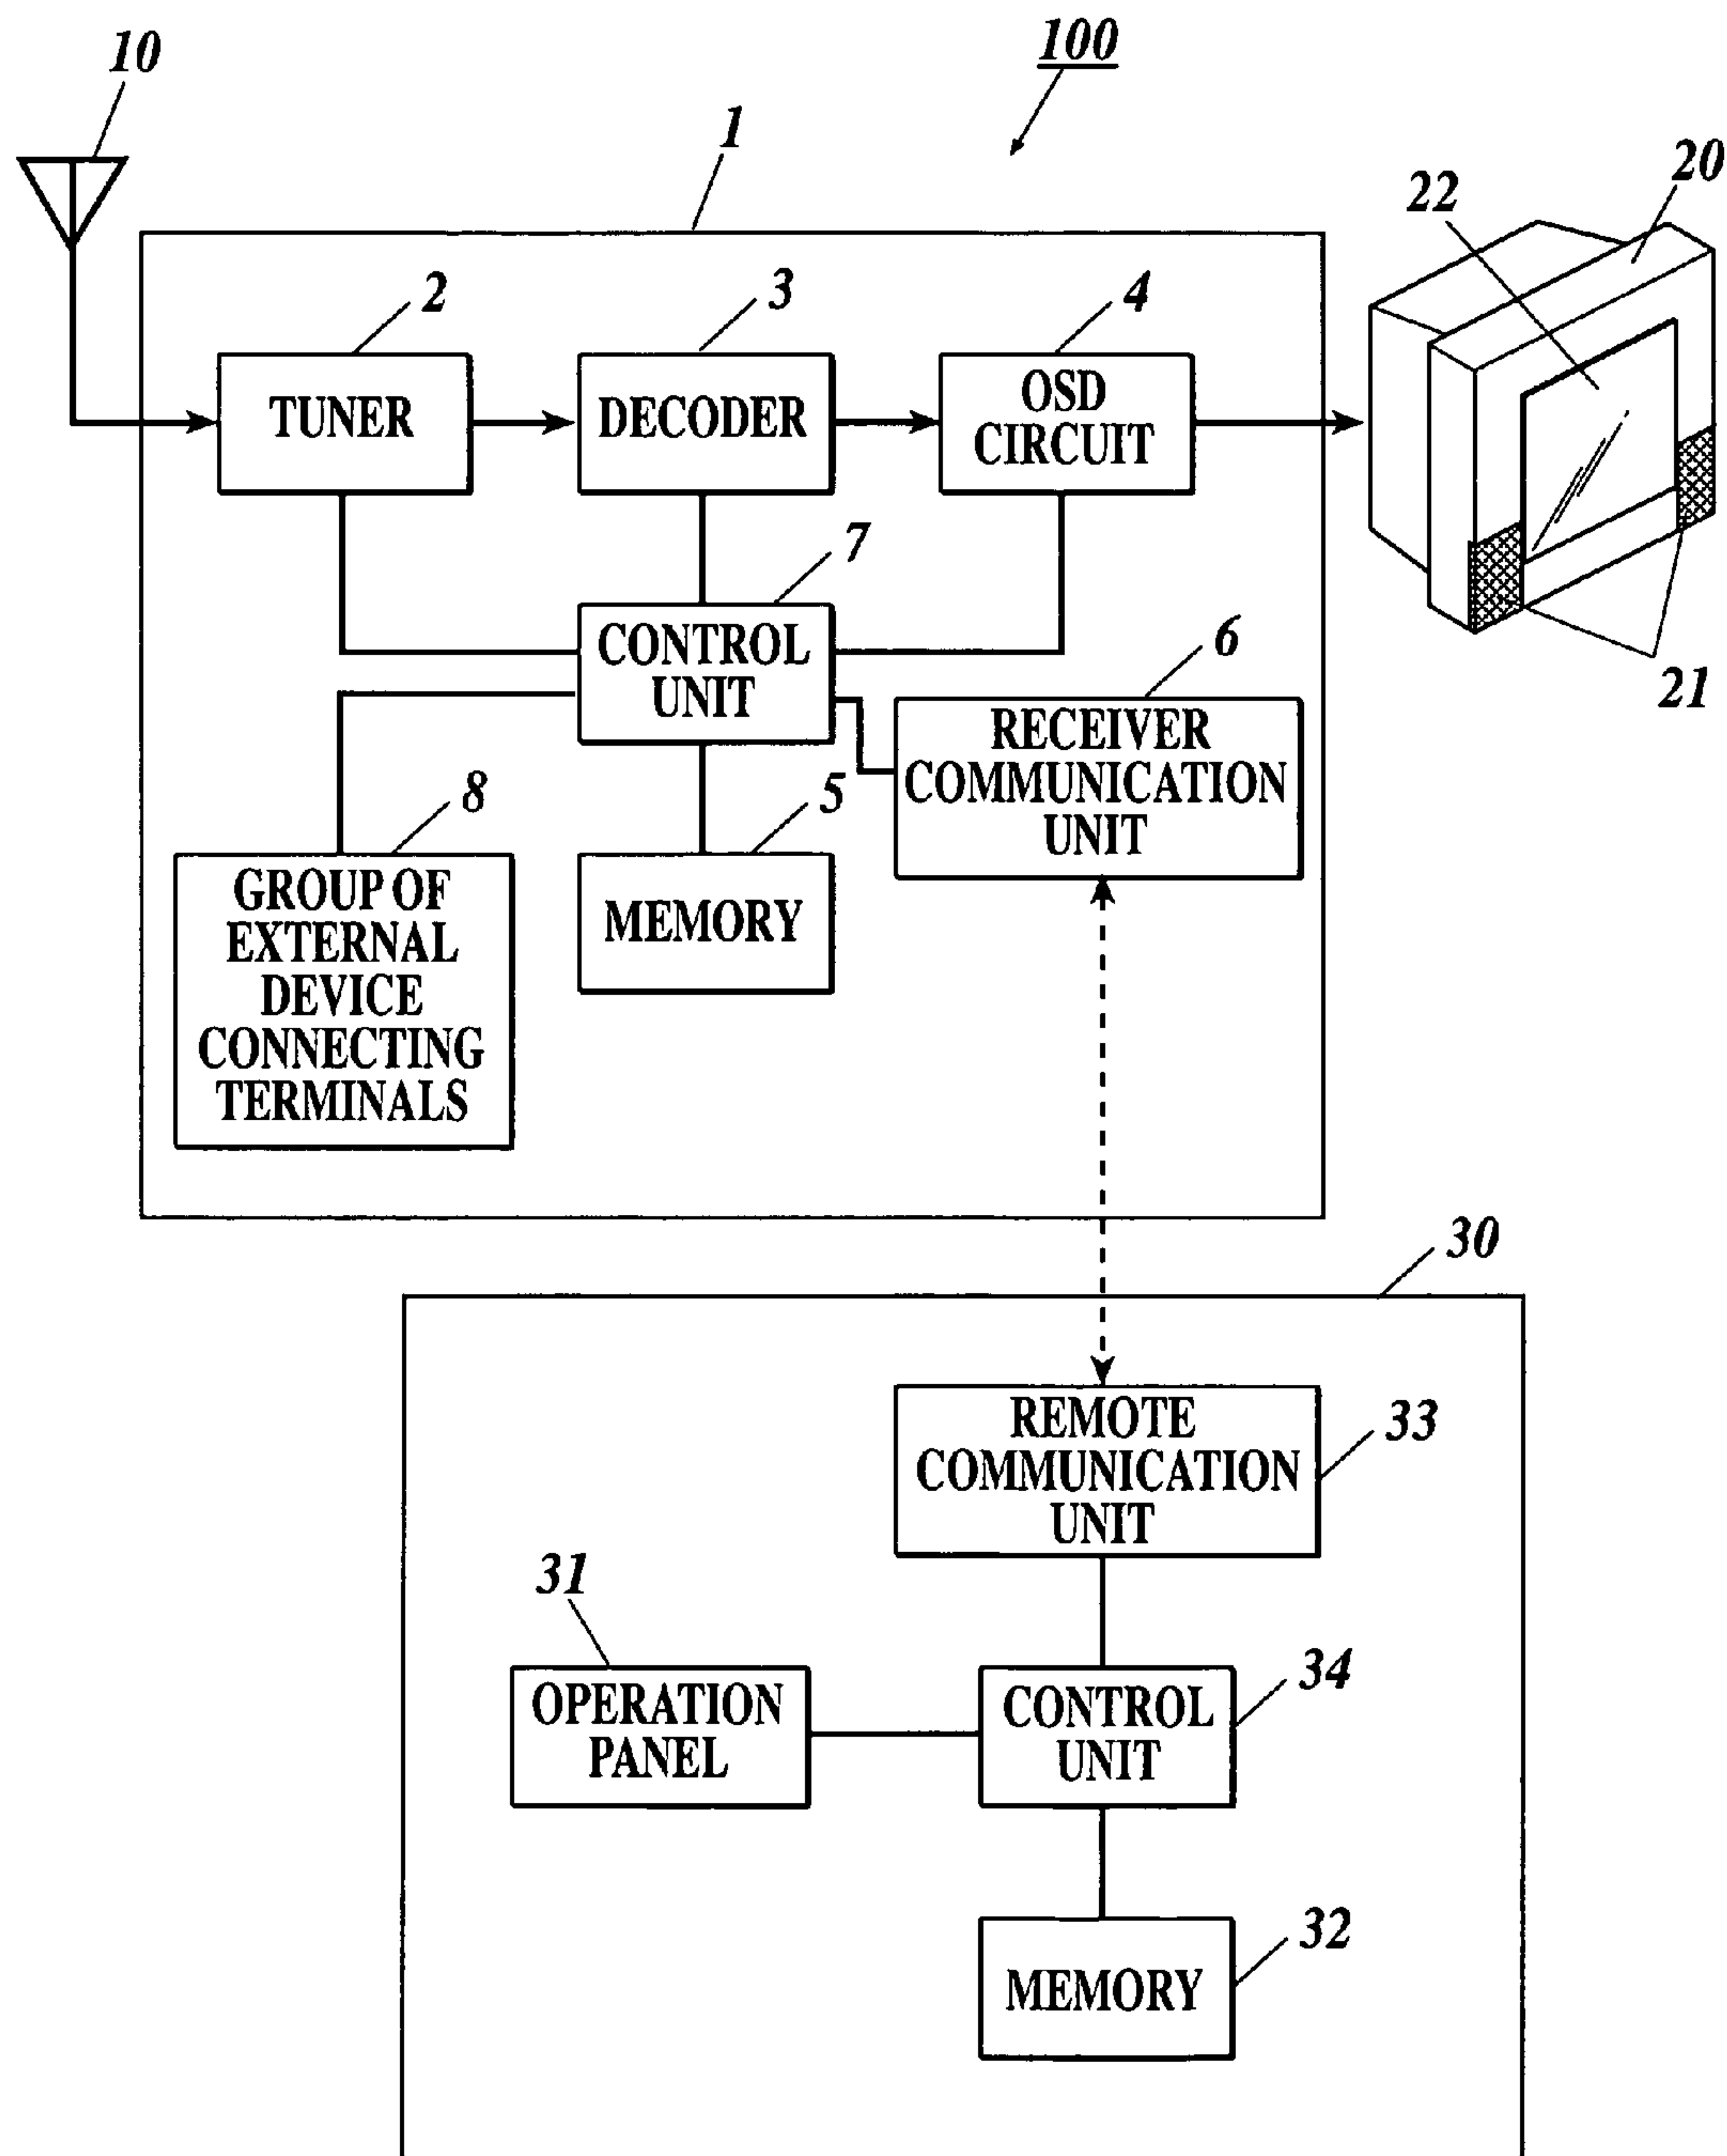 100
10
1
20
22
2
3
4
TUNER
DECODER
OSD
CIRCUIT
7
CONTROL
UNIT
6
21
RECEIVER
COMMUNICATION
UNIT
8
5
GROUP OF
EXTERNAL
DEVICE
CONNECTING
TERMINALS
MEMORY
30
REMOTE
COMMUNICATION
UNIT
33
31
OPERATION
PANEL
CONTROL
UNIT
34
MEMORY
32